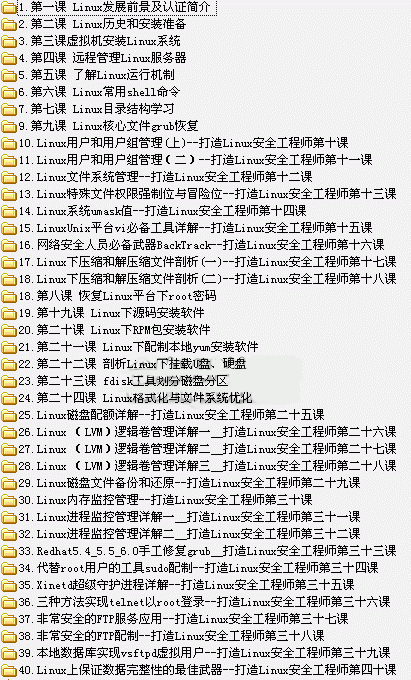 1.第一课 Linux发展前景及认证简介
2.第二课 Linux历史和安装准备
3.第三课虚拟机安装Linux系统
4.第四课 远程管理Linux服务器
5.第五课 了解Linux运行机制
6.第六课 Linux常用shell命令
7.第七课 Linux目录结构学习
9.第九课 Linux核心文件grub恢复
10.Linux用户和用户组管理(上)--打造Linux安全工程师第十课
11.Linux用户和用户组管理(二)--打造Linux安全工程师第十一课
12.Linux文件系统管理--打造Linux安全工程师第十二课
13.Linux特殊文件权限强制位与冒险位--打造Linux安全工程师第十三课
14.Linux系统umask值--打造Linux安全工程师第十四课
15.LinuxUnix平台vi必备工具详解--打造Linux安全工程师第十五课
16.网络安全人员必备武器BackTrack--打造Linux安全工程师第十六课
17.Linux下压缩和解压缩文件剖析(一)--打造Linux安全工程师第十七课
18.Linux下压缩和解压缩文件剖析(二)--打造Linux安全工程师第十八课
18.第八课 恢复Linux平台下root密码
19.第十九课 Linux下源码安装软件
20.第二十课 Linux下RPM包安装软件
21.第二十一课 Linux下配制本地yum安装软件
22.第二十二课 剖析Linux下挂载U盘、硬盘
23.第二十三课 fdisk工具划分磁盘分区
24.第二十四课 Linux格式化与文件系统优化
25.Linux磁盘配额详解--打造Linux安全工程师第二十五课
26.Linux (LVM)逻辑卷管理详解一__打造Linux安全工程师第二十六课
27.Linux (LVM)逻辑卷管理详解二__打造Linux安全工程师第二十七课
28.Linux (LVM)逻辑卷管理详解三__打造Linux安全工程师第二十八课
29.Linux磁盘文件备份和还原--打造Linux安全工程师第二十九课
30.Linux内存监控管理--打造Linux安全工程师第三十课
31.Linux进程监控管理详解一__打造Linux安全工程师第三十一课
32.Linux进程监控管理详解二__打造Linux安全工程师第三十二课
33.Redhat5.4_5.5_6.0手工修复grub__打造Linux安全工程师第三十三课
34.代替root用户的工具sudo配制--打造Linux安全工程师第三十四课
35.Xinetd超级守护进程详解--打造Linux安全工程师第三十五课
36.三种方法实现telnet以root登录--打造Linux安全工程师第三十六课
37.非常安全的FTP服务应用--打造Linux安全工程师第三十七课
38.非常安全的FTP配制--打造Linux安全工程师第三十八课
39.本地数据库实现vsftpd虚拟用户--打造Linux安全工程师第三十九课
40.Linux上保证数据完整性的最佳武器--打造Linux安全工程师第四十课